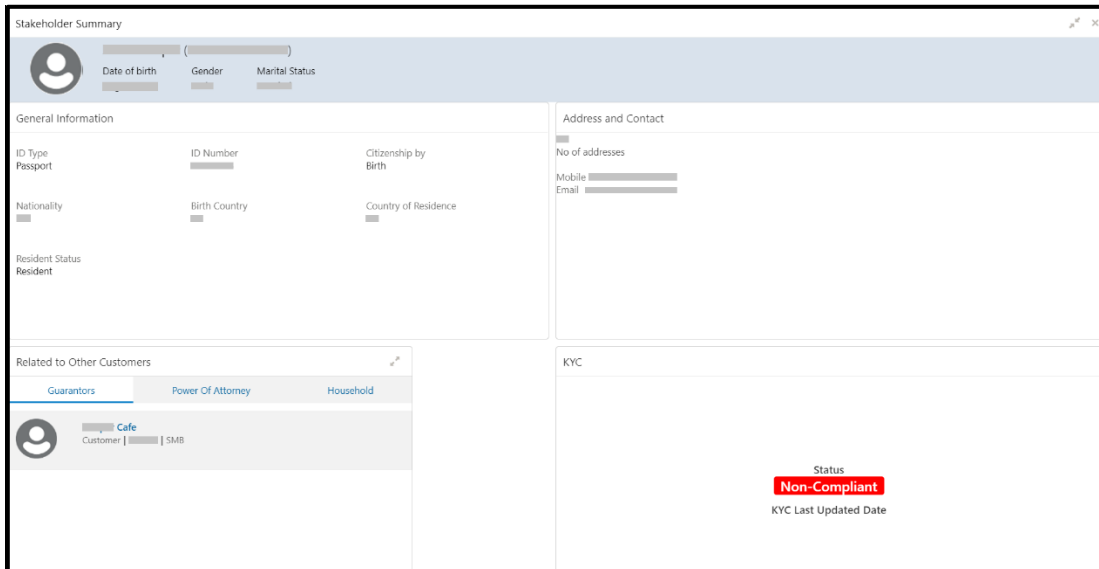 Stakeholder Summary
( )
Date of birth Gender Marital Status
General Information
ID Type ID Number Citizenship by
Passport Birth
Nationality Birth Country Country of Residence
Resident Status
Resident
Address and Contact
No of addresses
Mobile
Email
Related to Other Customers
Guarantors Power Of Attorney Household
Cafe
Customer | | SMB
KYC
Status
Non-Compliant
KYC Last Updated Date